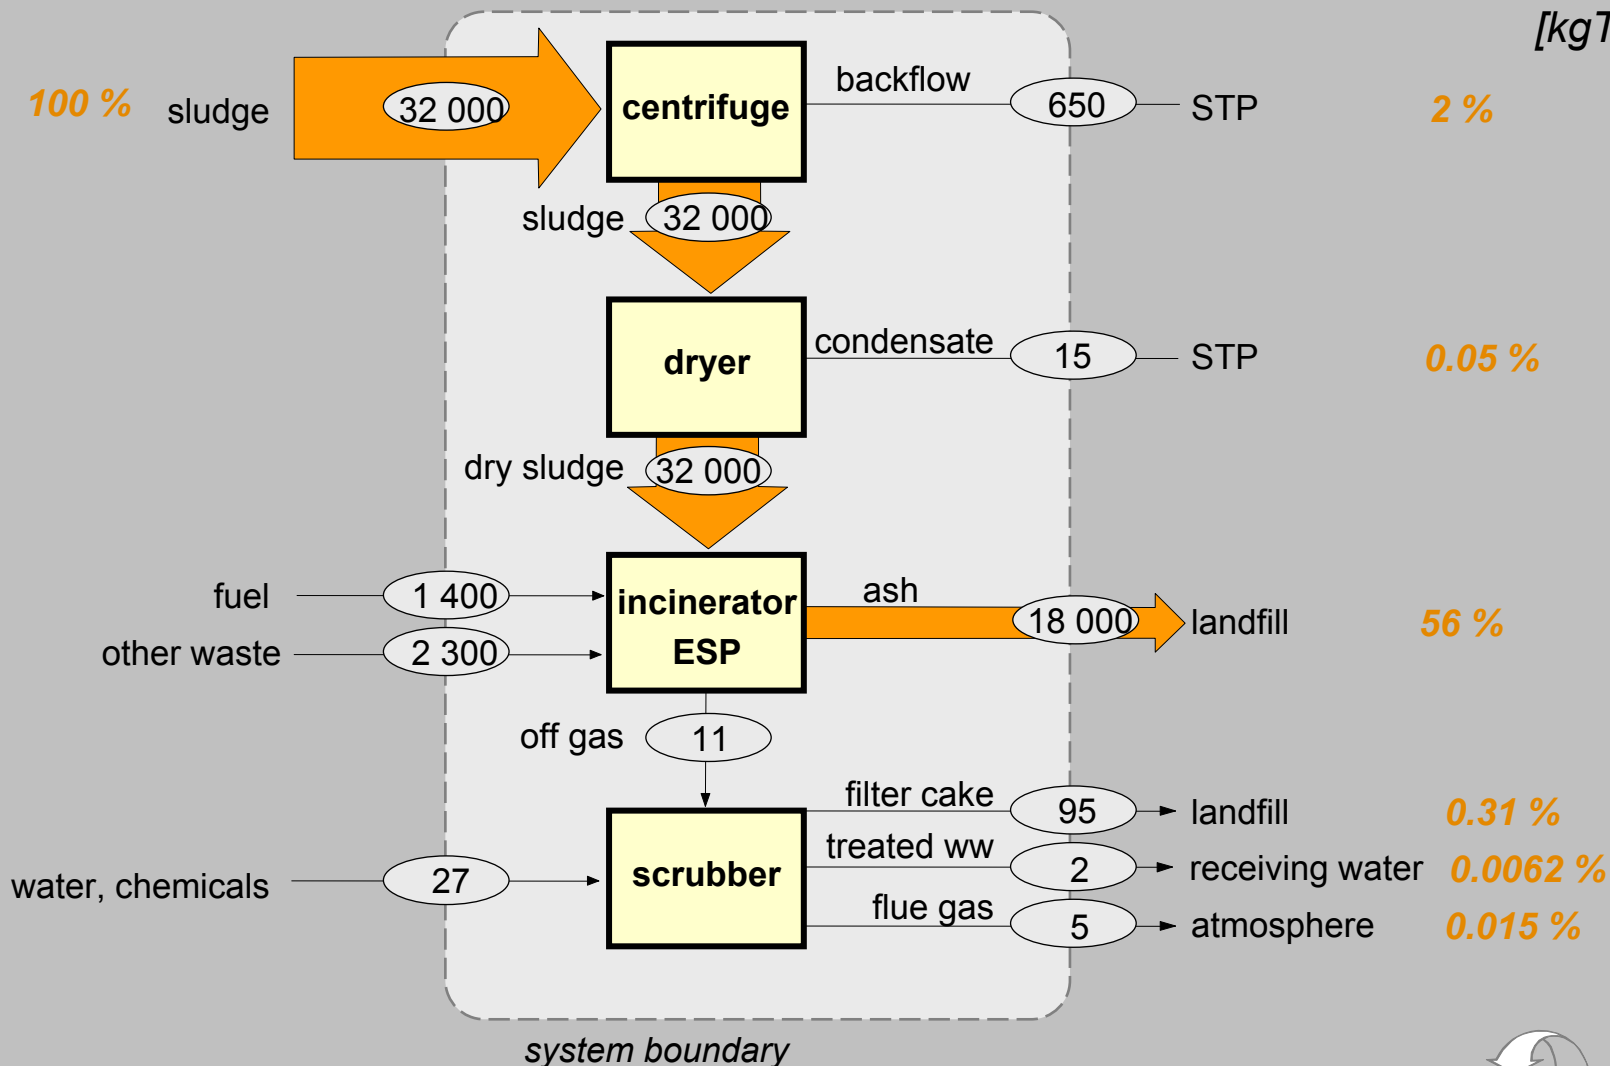 [kgT
100 % sludge 32 000 centrifuge backflow 650 STP 2 %
sludge 32 000
dryer condensate 15 STP 0.05 %
dry sludge 32 000
fuel 1 400 incinerator ash 18 000 landfill 56 %
other waste 2 300 ESP
off gas 11
filter cake 95 landfill 0.31 %
water, chemicals 27 scrubber treated ww 2 receiving water 0.0062 %
flue gas 5 atmosphere 0.015 %
system boundary